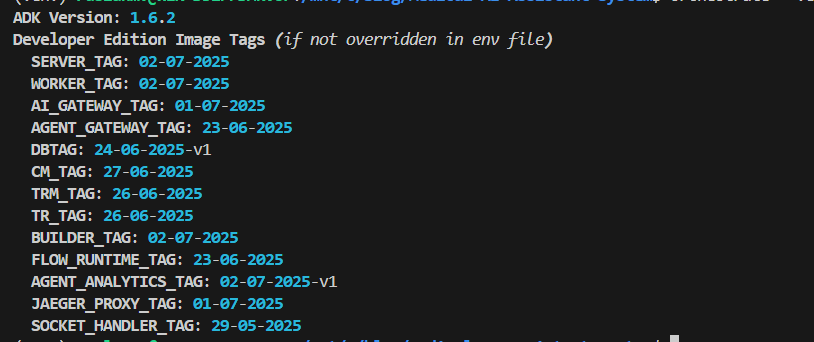 ADK Version: 1.6.2
Developer Edition Image Tags (if not overridden in env file)
SERVER_TAG: 02-07-2025
WORKER_TAG: 02-07-2025
AI_GATEWAY_TAG: 01-07-2025
AGENT_GATEWAY_TAG: 23-06-2025
DBTAG: 24-06-2025-v1
CM_TAG: 27-06-2025
TRM_TAG: 26-06-2025
TR_TAG: 26-06-2025
BUILDER_TAG: 02-07-2025
FLOW_RUNTIME_TAG: 23-06-2025
AGENT_ANALYTICS_TAG: 02-07-2025-v1
JAEGER_PROXY_TAG: 01-07-2025
SOCKET_HANDLER_TAG: 29-05-2025